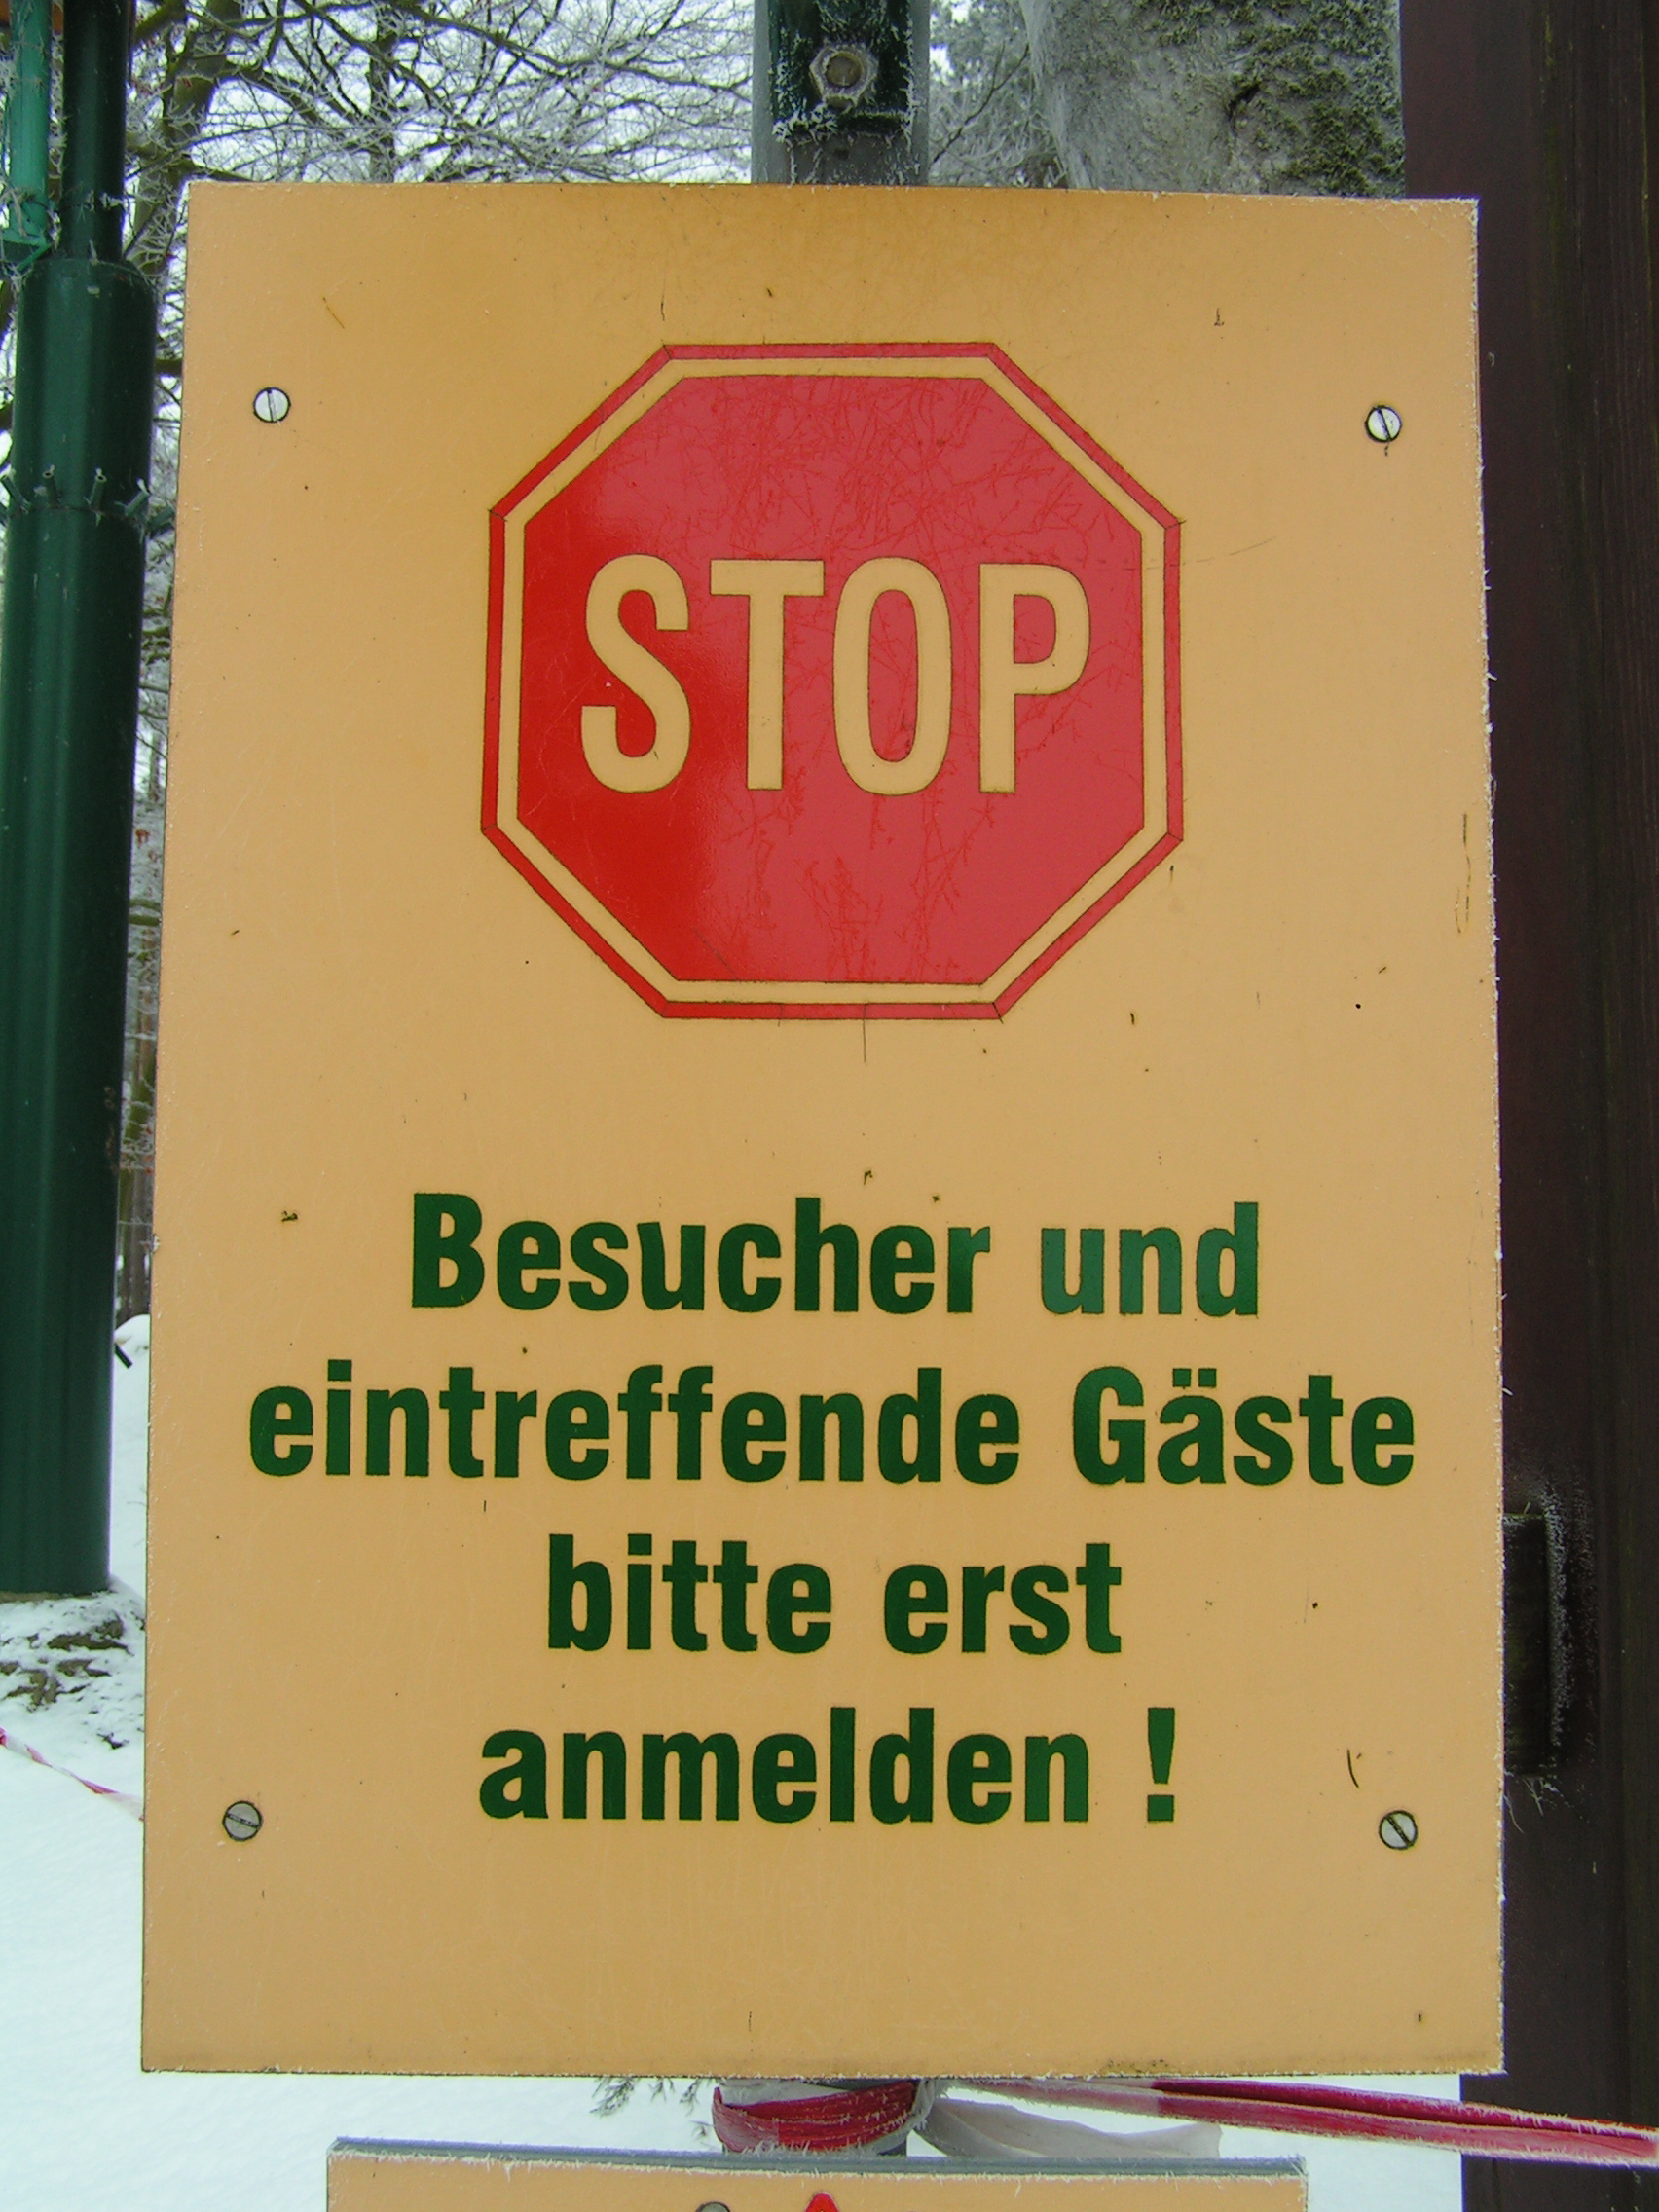 STOP
Besucher und
eintreffende Gäste
bitte erst
anmelden !